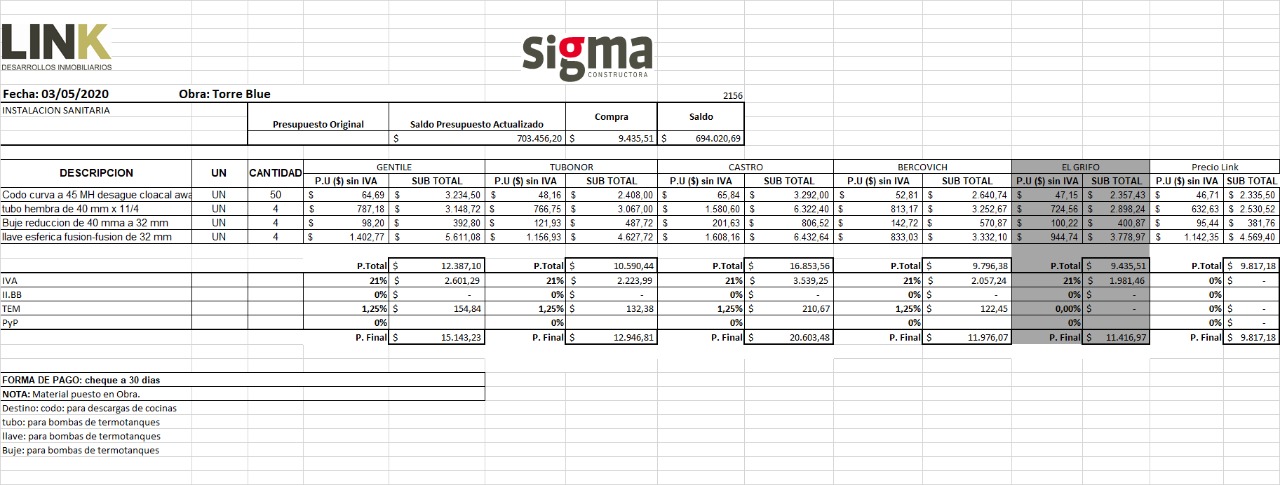 LINK
DESARROLLOS INMOBILIARIOS
sigma
CONSTRUCTORA
Fecha: 03/05/2020 Obra: Torre Blue 2156
INSTALACION SANITARIA
Presupuesto Original Saldo Presupuesto Actualizado Compra Saldo
$ 703.456,20 $ 9.435,51 $ 694.020,69
DESCRIPCION UN CANTIDAD GENTILE TUBONOR CASTRO BERCOVICH EL GRIFO Precio Link
P.U ($) sin IVA SUB TOTAL P.U ($) sin IVA SUB TOTAL P.U ($) sin IVA SUB TOTAL P.U ($) sin IVA SUB TOTAL P.U ($) sin IVA SUB TOTAL P.U ($) sin IVA SUB TOTAL
Codo curva a 45 MH desague cloacal awa UN 50 $ 64,69 $ 3.234,50 $ 48,16 $ 2.408,00 $ 65,84 $ 3.292,00 $ 52,81 $ 2.640,74 $ 47,15 $ 2.357,43 $ 46,71 $ 2.335,50
tubo hembra de 40 mm x 11/4 UN 4 $ 787,18 $ 3.148,72 $ 766,75 $ 3.067,00 $ 1.580,60 $ 6.322,40 $ 813,17 $ 3.252,67 $ 724,56 $ 2.898,24 $ 632,63 $ 2.530,52
Buje reduccion de 40 mma a 32 mm UN 4 $ 98,20 $ 392,80 $ 121,93 $ 487,72 $ 201,63 $ 806,52 $ 142,72 $ 570,87 $ 100,22 $ 400,87 $ 95,44 $ 381,76
llave esferica fusion-fusion de 32 mm UN 4 $ 1.402,77 $ 5.611,08 $ 1.156,93 $ 4.627,72 $ 1.608,16 $ 6.432,64 $ 833,03 $ 3.332,10 $ 944,74 $ 3.778,97 $ 1.142,35 $ 4.569,40
P.Total $ 12.387,10 P.Total $ 10.590,44 P.Total $ 16.853,56 P.Total $ 9.796,38 P.Total $ 9.435,51 P.Total $ 9.817,18
IVA 21% $ 2.601,29 21% $ 2.223,99 21% $ 3.539,25 21% $ 2.057,24 21% $ 1.981,46 0% $ -
II.BB 0% $ - 0% $ - 0% $ - 0% $ - 0% $ - 0%
TEM 1,25% $ 154,84 1,25% $ 132,38 1,25% $ 210,67 1,25% $ 122,45 0,00% $ - 0% $ -
PyP 0% 0% 0% 0% 0% 0% $ -
P. Final $ 15.143,23 P. Final $ 12.946,81 P. Final $ 20.603,48 P. Final $ 11.976,07 P. Final $ 11.416,97 P. Final $ 9.817,18
FORMA DE PAGO: cheque a 30 dias
NOTA: Material puesto en Obra.
Destino: codo: para descargas de cocinas
tubo: para bombas de termotanques
llave: para bombas de termotanques
Buje: para bombas de termotanques